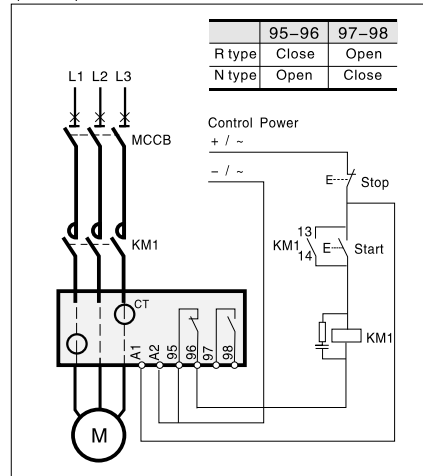 95-96 97-98
R type Close Open
N type Open Close
L1 L2 L3
MCCB
Control Power
+ / ~
- / ~
E Stop
13
KM1
14
E Start
KM1
KM1
CT
A1 A2 95 96 97 98
M